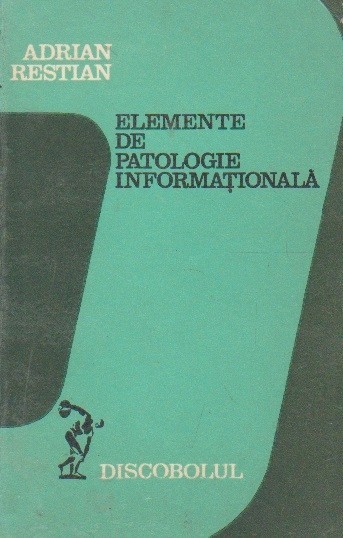 ADRIAN
RESTIAN
ELEMENTE
DE
PATOLOGIE
INFORMAȚIONALĂ
DISCOBOLUL